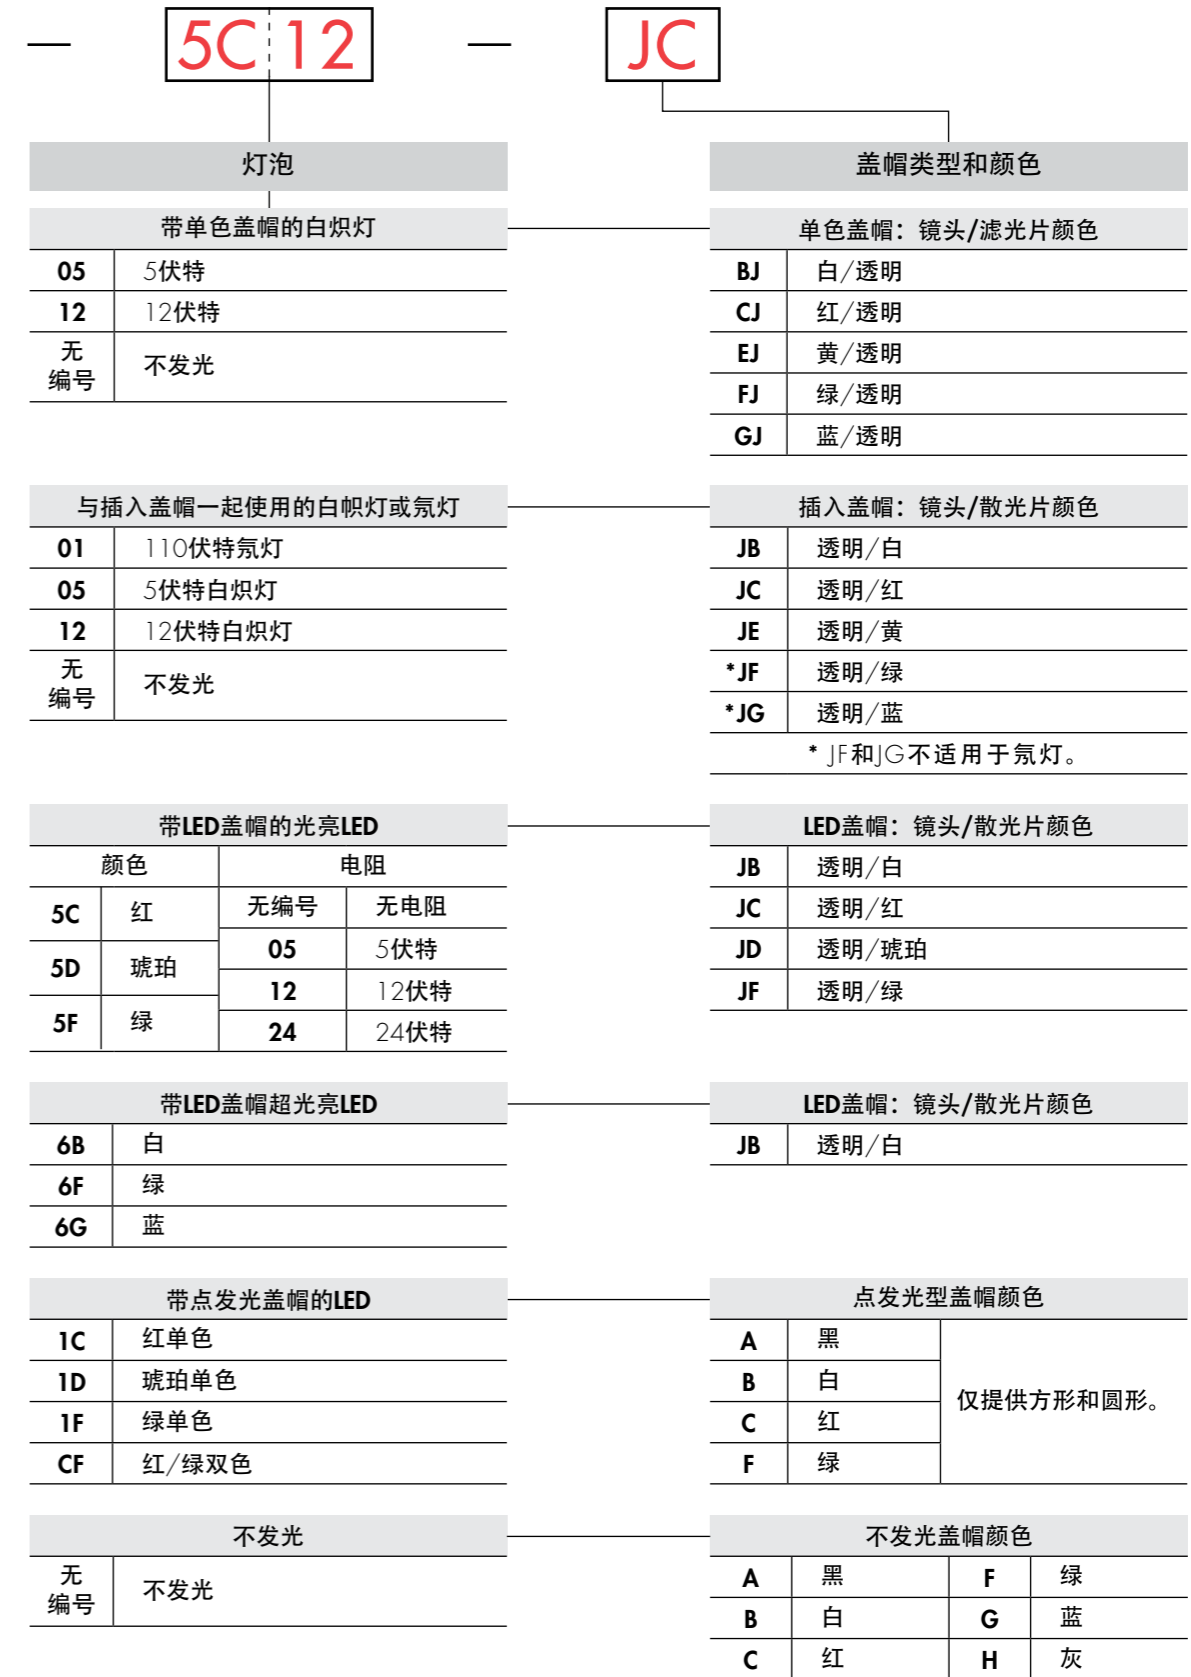 — 5C 12 — JC
灯泡
盖帽类型和颜色
带单色盖帽的白炽灯
05 5伏特
12 12伏特
无
编号 不发光
单色盖帽：镜头/滤光片颜色
BJ 白/透明
CJ 红/透明
EJ 黄/透明
FJ 绿/透明
GJ 蓝/透明
与插入盖帽一起使用的白帜灯或氖灯
01 110伏特氖灯
05 5伏特白炽灯
12 12伏特白炽灯
无
编号 不发光
插入盖帽：镜头/散光片颜色
JB 透明/白
JC 透明/红
JE 透明/黄
*JF 透明/绿
*JG 透明/蓝
* JF和JG不适用于氖灯。
带LED盖帽的光亮LED
颜色 电阻
5C 红
5D 琥珀
5F 绿
无编号 无电阻
05 5伏特
12 12伏特
24 24伏特
LED盖帽：镜头/散光片颜色
JB 透明/白
JC 透明/红
JD 透明/琥珀
JF 透明/绿
带LED盖帽超光亮LED
6B 白
6F 绿
6G 蓝
LED盖帽：镜头/散光片颜色
JB 透明/白
带点发光盖帽的LED
1C 红单色
1D 琥珀单色
1F 绿单色
CF 红/绿双色
点发光型盖帽颜色
A 黑
B 白
C 红
F 绿
仅提供方形和圆形。
不发光
无
编号 不发光
不发光盖帽颜色
A 黑 F 绿
B 白 G 蓝
C 红 H 灰